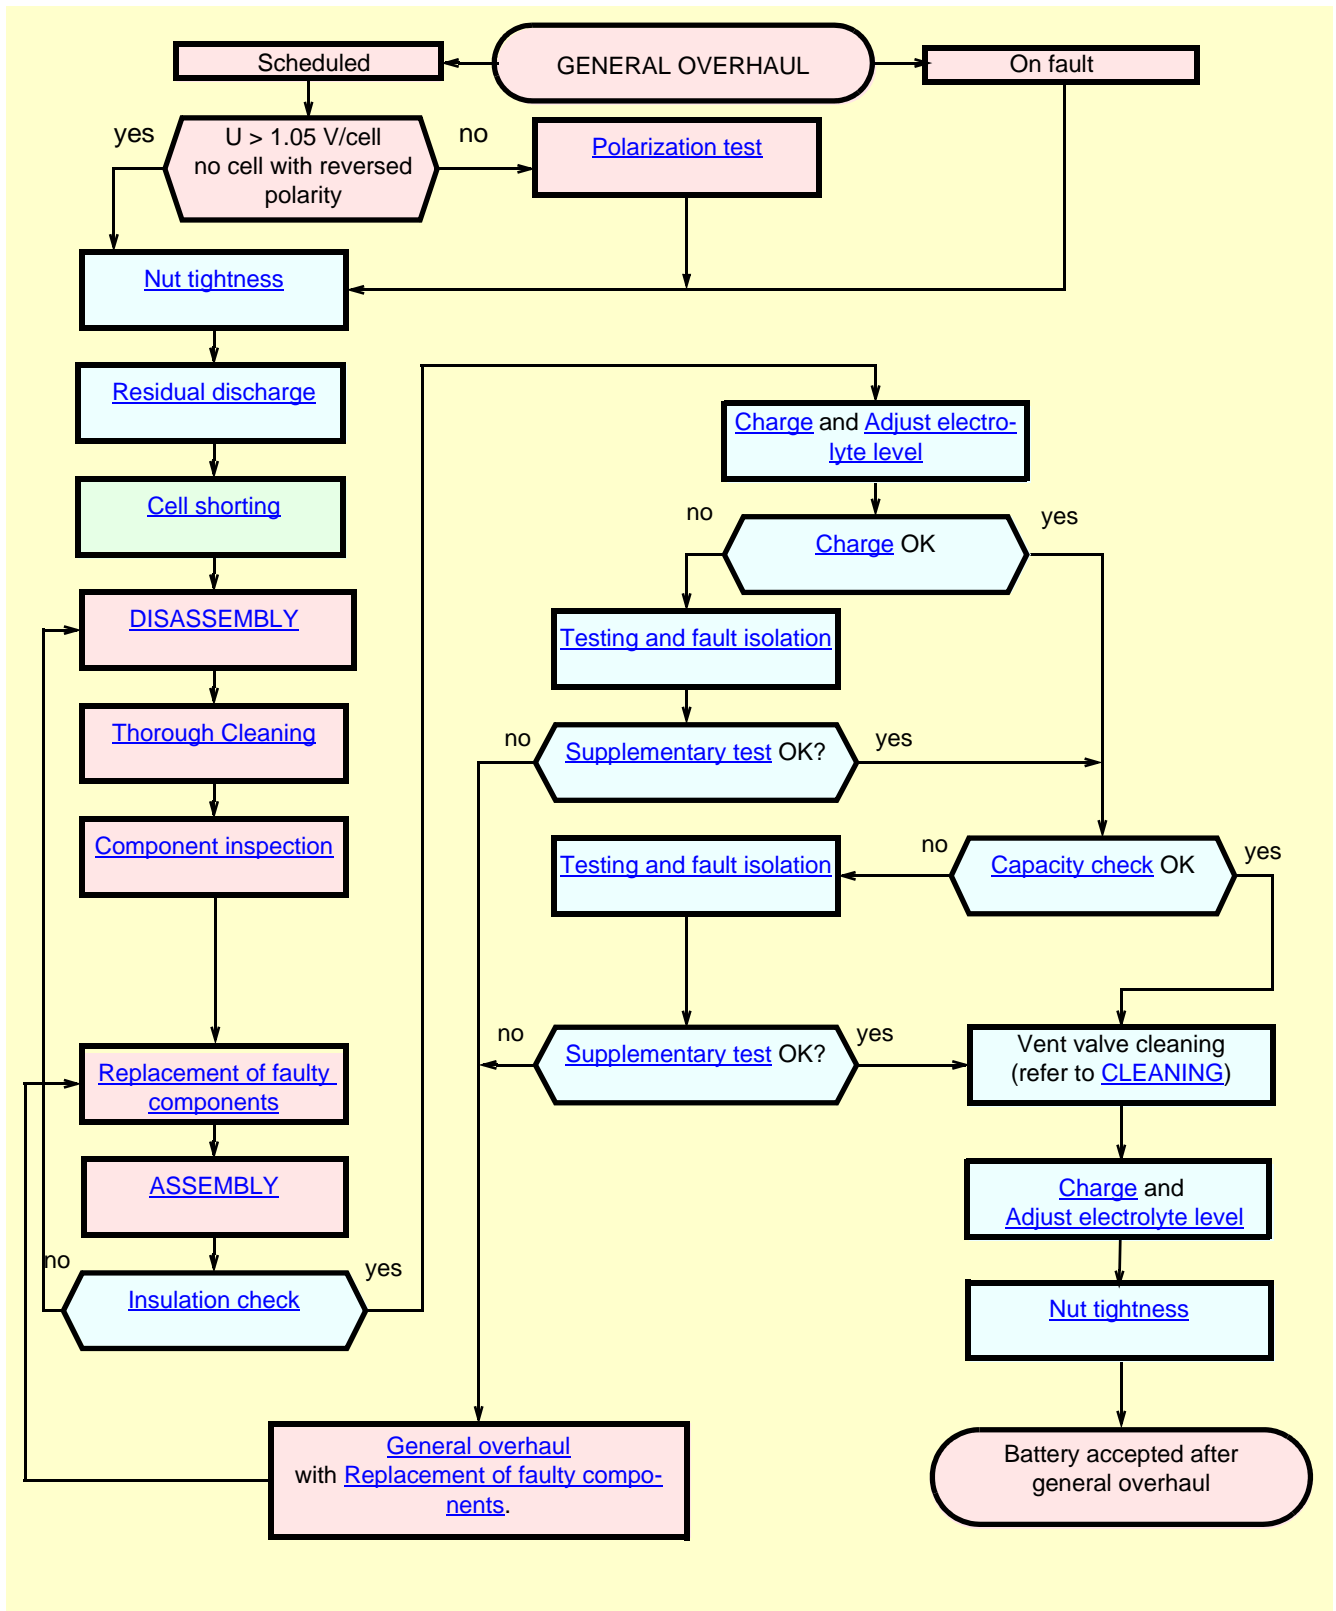 Scheduled
GENERAL OVERHAUL
On fault
yes
U > 1.05 V/cell
no cell with reversed
polarity
no
Polarization test
Nut tightness
Residual discharge
Cell shorting
DISASSEMBLY
Thorough Cleaning
Component inspection
Replacement of faulty
components
ASSEMBLY
no
Insulation check
yes
Charge and Adjust electro-
lyte level
no
Charge OK
yes
Testing and fault isolation
no
Supplementary test OK?
yes
Testing and fault isolation
no
Capacity check OK
yes
no
Supplementary test OK?
yes
Vent valve cleaning
(refer to CLEANING)
Charge and
Adjust electrolyte level
Nut tightness
General overhaul
with Replacement of faulty compo-
nents.
Battery accepted after
general overhaul